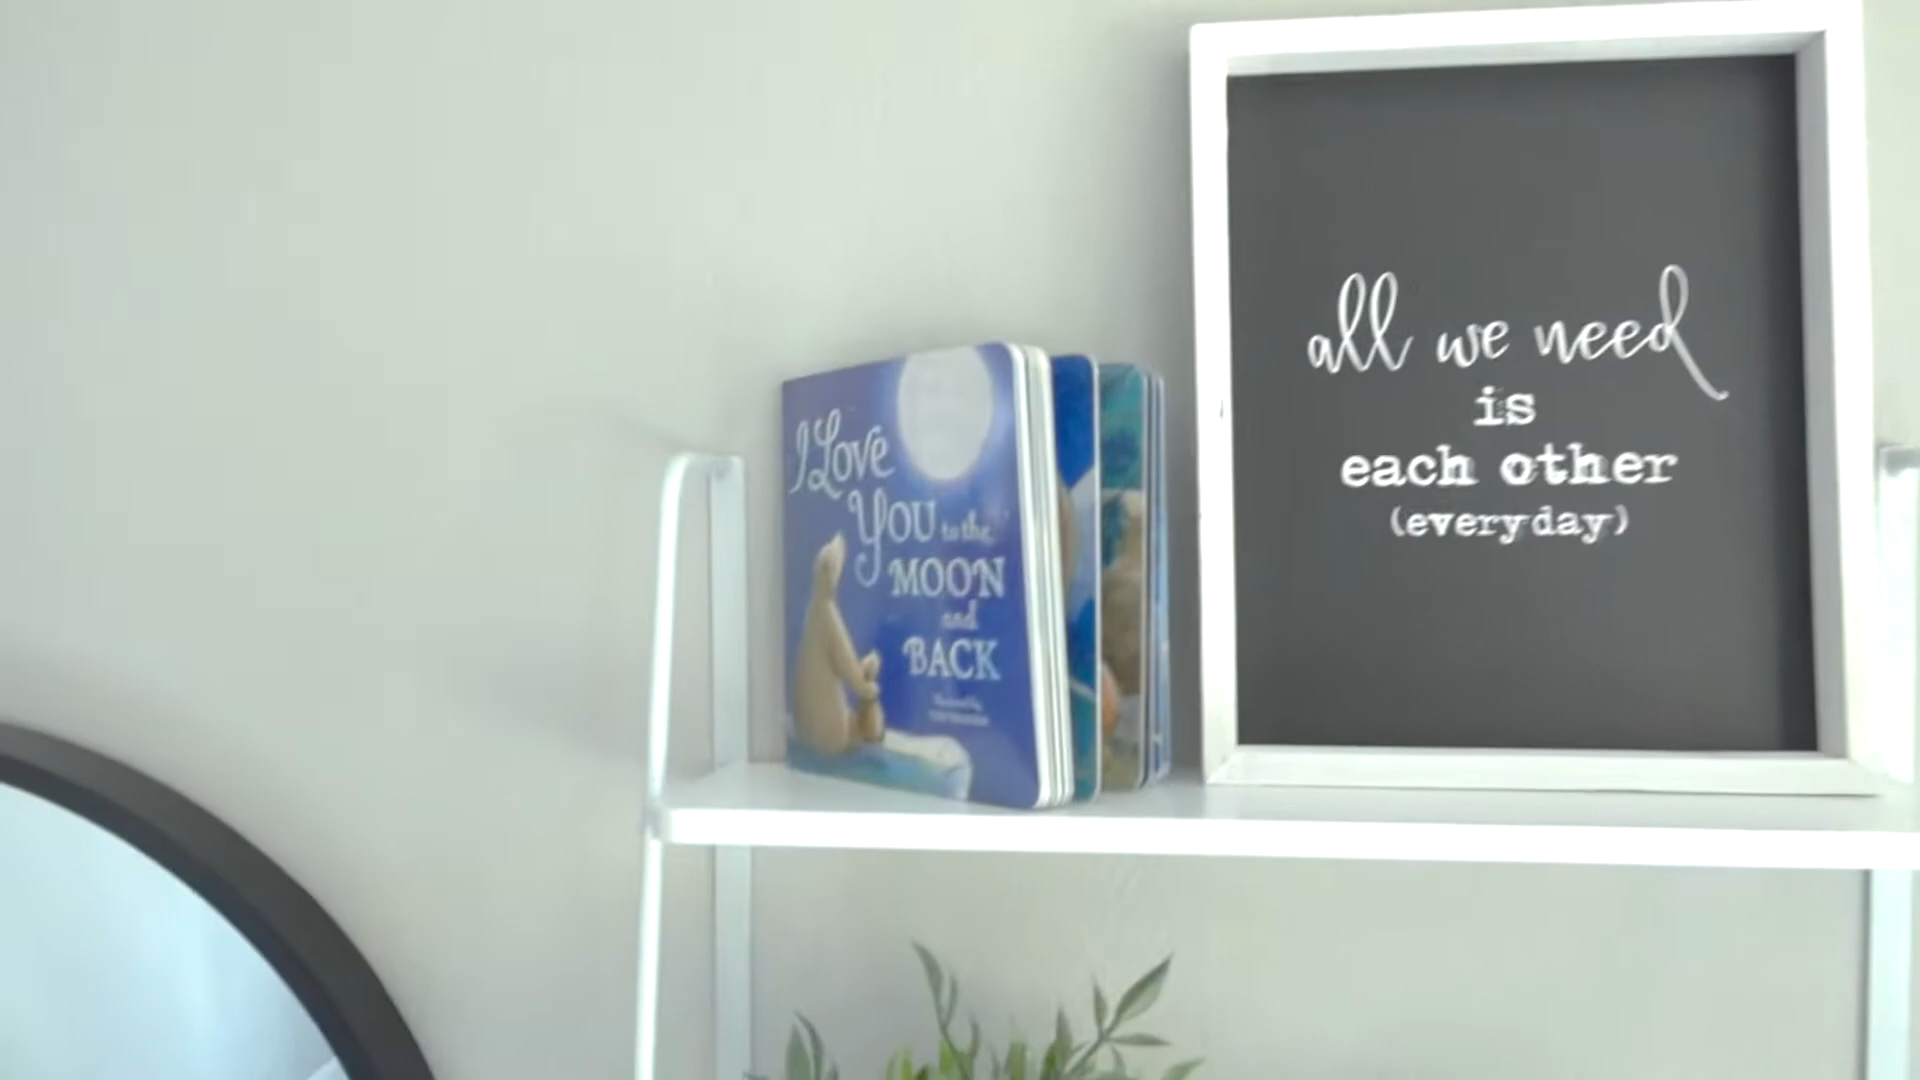 I Love
You to the
MOON
and
BACK
all we need
is
each other
(everyday)